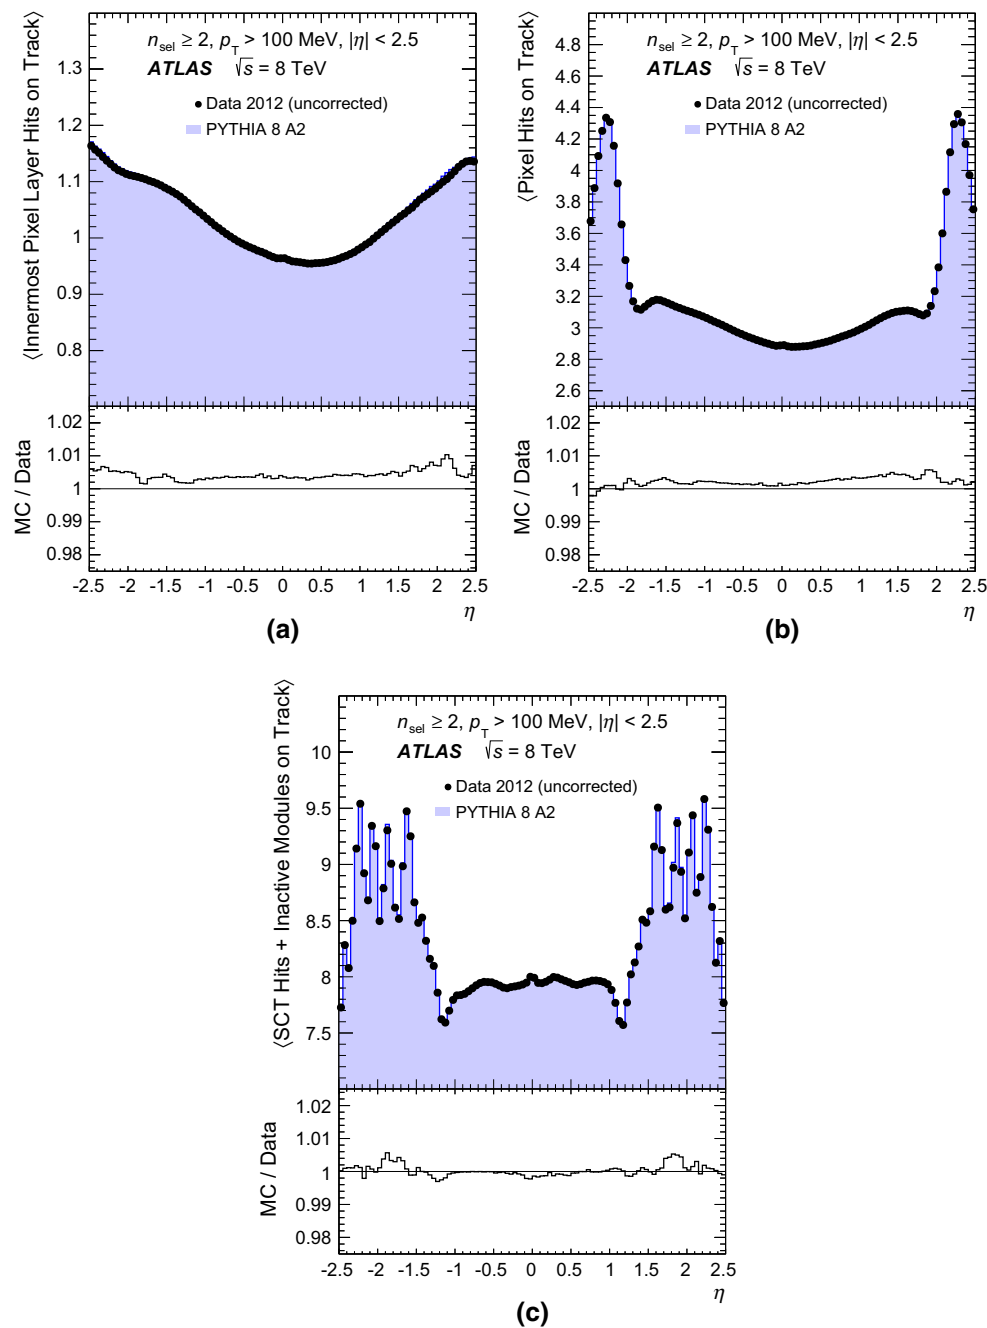 n_sel ≥ 2, p_T > 100 MeV, |η| < 2.5
ATLAS √s = 8 TeV
Data 2012 (uncorrected)
PYTHIA 8 A2
⟨Innermost Pixel Layer Hits on Track⟩
1.3
1.2
1.1
1
0.9
0.8
MC / Data
1.02
1.01
1
0.99
0.98
-2.5 -2 -1.5 -1 -0.5 0 0.5 1 1.5 2 2.5
η
(a)
n_sel ≥ 2, p_T > 100 MeV, |η| < 2.5
ATLAS √s = 8 TeV
Data 2012 (uncorrected)
PYTHIA 8 A2
⟨Pixel Hits on Track⟩
4.8
4.6
4.4
4.2
4
3.8
3.6
3.4
3.2
3
2.8
2.6
MC / Data
1.02
1.01
1
0.99
0.98
-2.5 -2 -1.5 -1 -0.5 0 0.5 1 1.5 2 2.5
η
(b)
n_sel ≥ 2, p_T > 100 MeV, |η| < 2.5
ATLAS √s = 8 TeV
Data 2012 (uncorrected)
PYTHIA 8 A2
⟨SCT Hits + Inactive Modules on Track⟩
10
9.5
9
8.5
8
7.5
MC / Data
1.02
1.01
1
0.99
0.98
-2.5 -2 -1.5 -1 -0.5 0 0.5 1 1.5 2 2.5
η
(c)